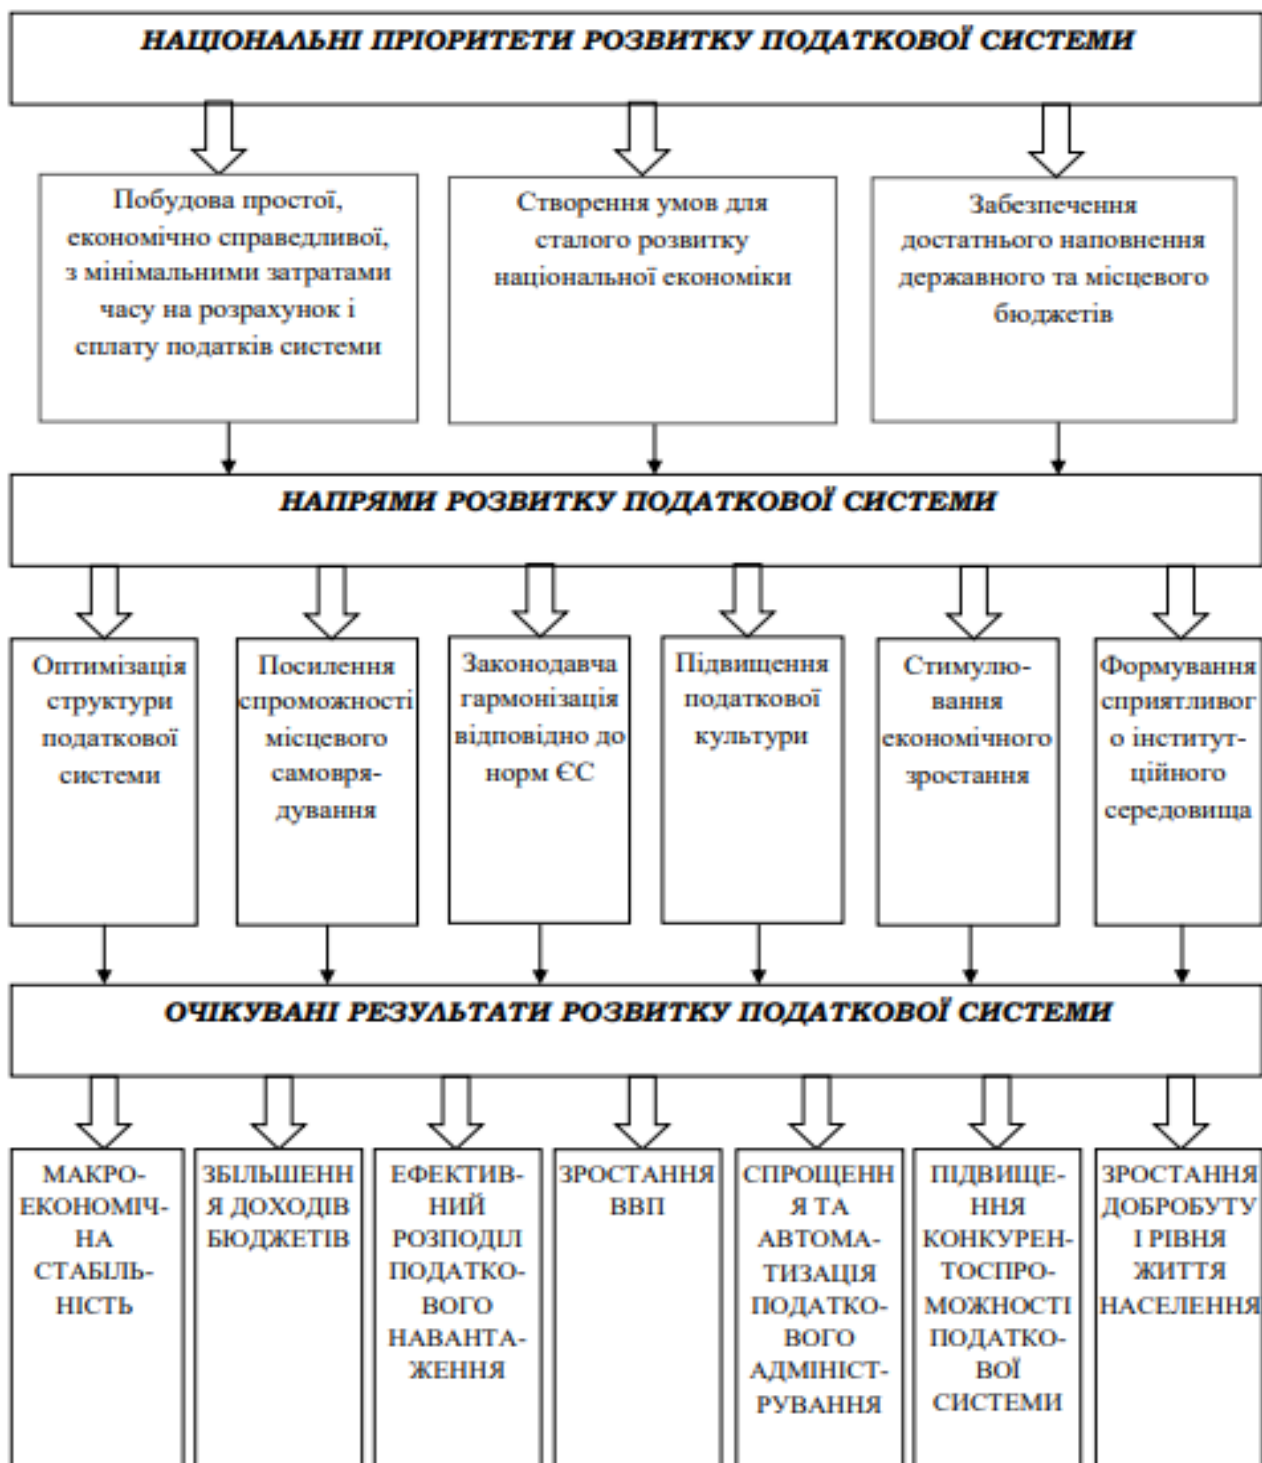 НАЦІОНАЛЬНІ ПРІОРИТЕТИ РОЗВИТКУ ПОДАТКОВОЇ СИСТЕМИ
Побудова простої,
економічно справедливої,
з мінімальними затратами
часу на розрахунок і
сплату податків системи
Створення умов для
сталого розвитку
національної економіки
Забезпечення
достатнього наповнення
державного та місцевого
бюджетів
НАПРЯМИ РОЗВИТКУ ПОДАТКОВОЇ СИСТЕМИ
Оптимізація
структури
податкової
системи
Посилення
спроможності
місцевого
самовря-
дування
Законодавча
гармонізація
відповідно до
норм ЄС
Підвищення
податкової
культури
Стимулю-
вання
економічного
зростання
Формування
сприятливог
о інститут-
ційного
середовища
ОЧІКУВАНІ РЕЗУЛЬТАТИ РОЗВИТКУ ПОДАТКОВОЇ СИСТЕМИ
МАКРО-
ЕКОНОМІЧ-
НА
СТАБІЛЬ-
НІСТЬ
ЗБІЛЬШЕНН
Я ДОХОДІВ
БЮДЖЕТІВ
ЕФЕКТИВ-
НИЙ
РОЗПОДІЛ
ПОДАТКО-
ВОГО
НАВАНТА-
ЖЕННЯ
ЗРОСТАННЯ
ВВП
СПРОЩЕНН
Я ТА
АВТОМА-
ТИЗАЦІЯ
ПОДАТКО-
ВОГО
АДМІНІСТ-
РУВАННЯ
ПІДВИЩЕ-
ННЯ
КОНКУРЕН-
ТОСПРО-
МОЖНОСТІ
ПОДАТКО-
ВОЇ
СИСТЕМИ
ЗРОСТАННЯ
ДОБРОБУТУ
І РІВНЯ
ЖИТТЯ
НАСЕЛЕННЯ